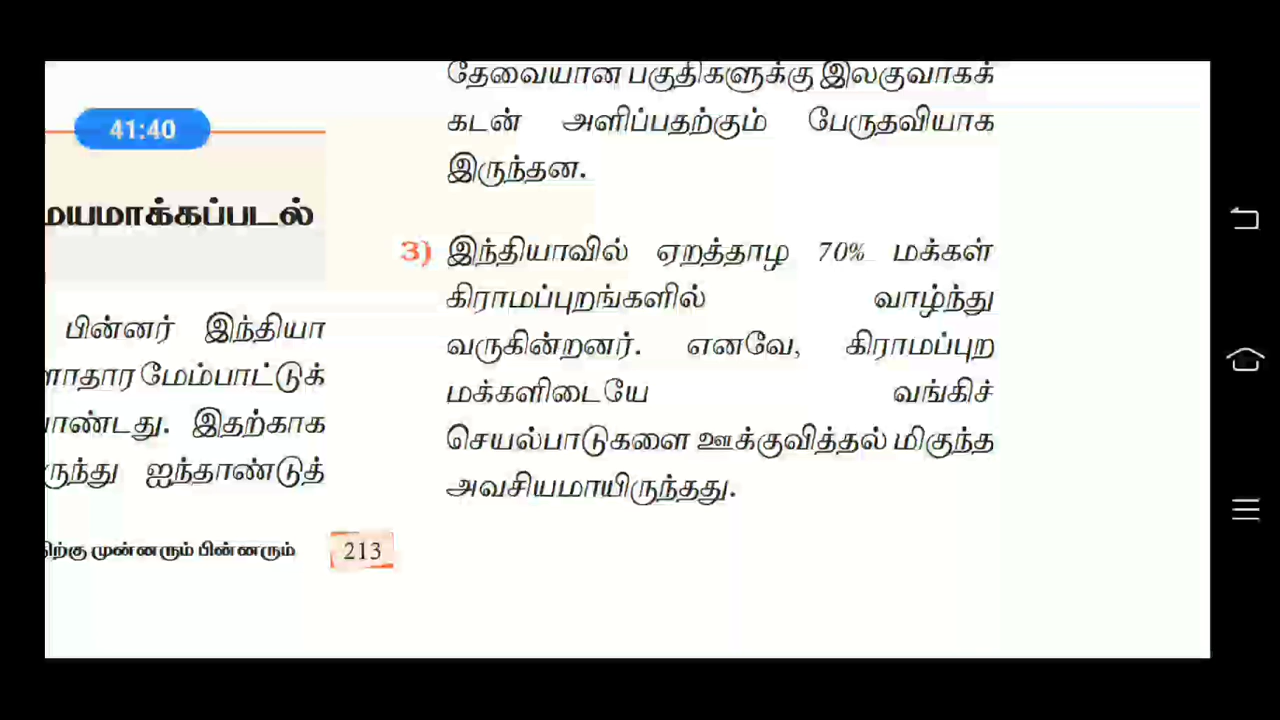 41:40
மயமாக்கப்படல்
பின்னர் இந்தியா
ளாதார மேம்பாட்டுக்
ாண்டது. இதற்காக
ருந்து ஐந்தாண்டுத்
திற்கு முன்னரும் பின்னரும் 213
தேவையான பகுதிகளுக்கு இலகுவாகக்
கடன் அளிப்பதற்கும் பேருதவியாக
இருந்தன.
3) இந்தியாவில் ஏறத்தாழ 70% மக்கள்
கிராமப்புறங்களில் வாழ்ந்து
வருகின்றனர். எனவே, கிராமப்புற
மக்களிடையே வங்கிச்
செயல்பாடுகளை ஊக்குவித்தல் மிகுந்த
அவசியமாயிருந்தது.